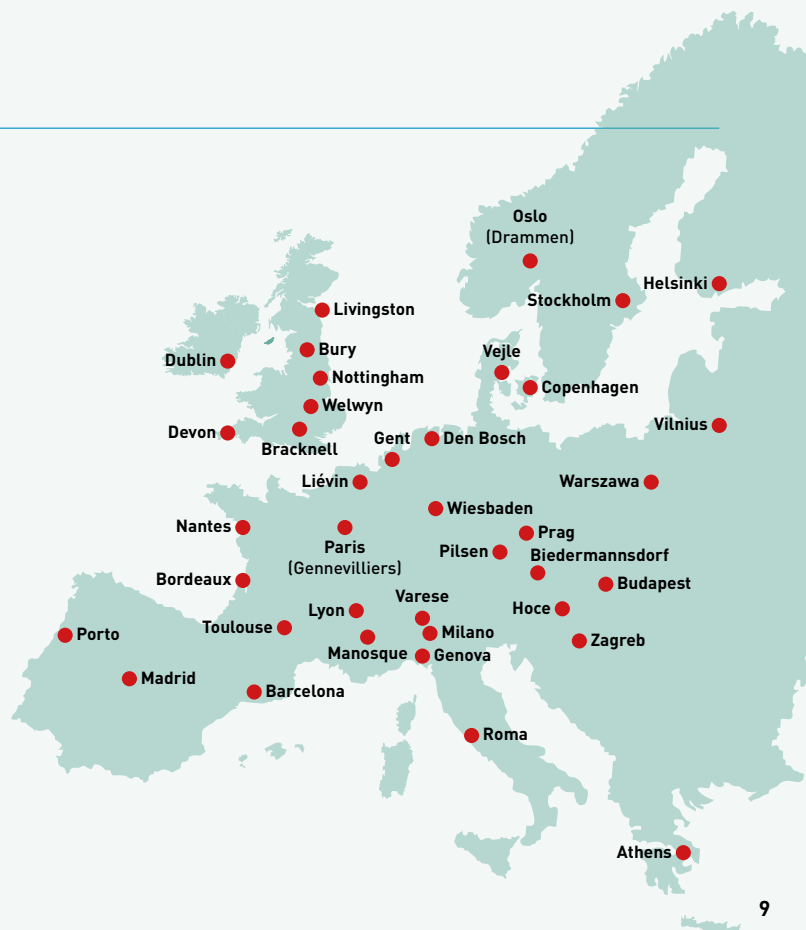 Oslo
(Drammen)
Helsinki
Stockholm
Livingston
Bury
Vejle
Dublin
Nottingham
Copenhagen
Welwyn
Vilnius
Devon
Gent
Den Bosch
Bracknell
Liévin
Warszawa
Wiesbaden
Nantes
Prag
Paris
(Gennevilliers)
Pilsen
Biedermannsdorf
Bordeaux
Budapest
Varese
Lyon
Hoce
Toulouse
Porto
Milano
Zagreb
Manosque
Genova
Madrid
Barcelona
Roma
Athens
9